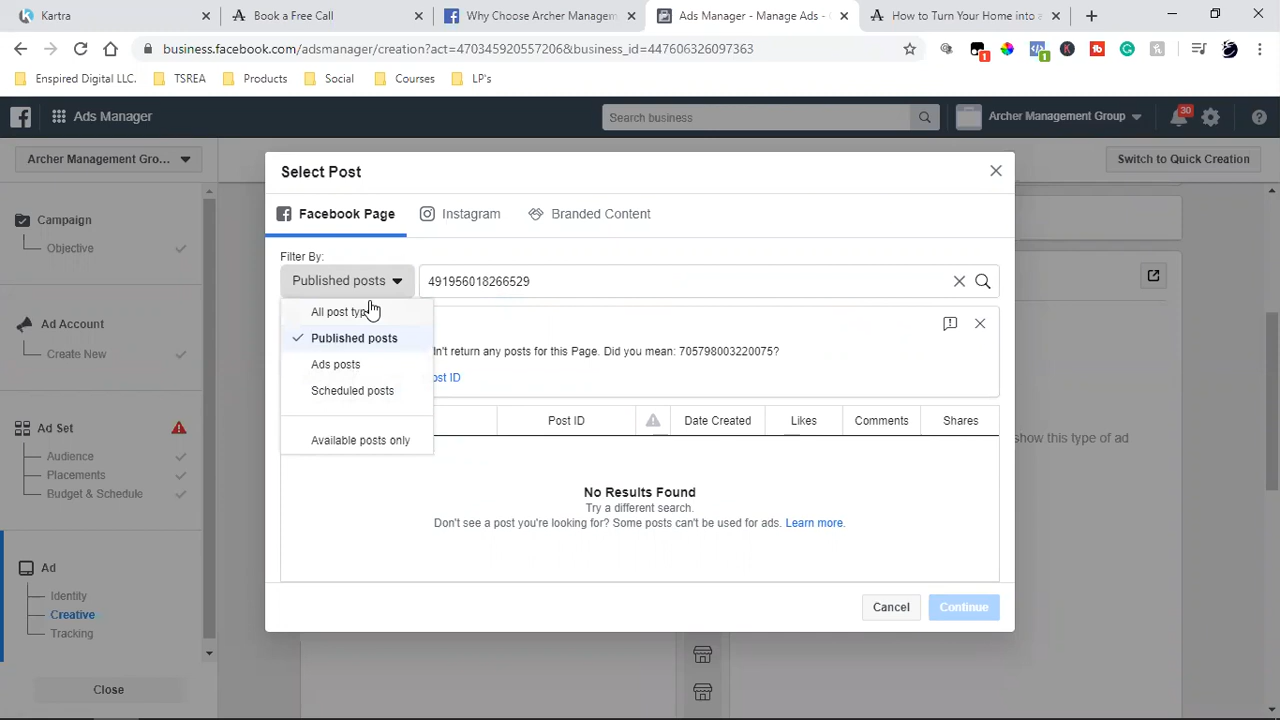 Kartra
Book a Free Call
Why Choose Archer Managem
Ads Manager - Manage Ads - C
How to Turn Your Home into a
business.facebook.com/adsmanager/creation?act=470345920557206&business_id=447606326097363
1
1
Enspired Digital LLC.
TSREA
Products
Social
Courses
LP's
Ads Manager
Search business
Archer Management Group
30
Archer Management Gro...
Switch to Quick Creation
Select Post
Campaign
Objective
Facebook Page
Instagram
Branded Content
Filter By:
Published posts
491956018266529
All post typ
Published posts
Ads posts
Scheduled posts
Available posts only
n't return any posts for this Page. Did you mean: 705798003220075?
ost ID
Ad Account
Create New
Post ID
Date Created
Likes
Comments
Shares
show this type of ad
Ad Set
Audience
Placements
Budget & Schedule
No Results Found
Try a different search.
Don't see a post you're looking for? Some posts can't be used for ads. Learn more.
Ad
Identity
Creative
Tracking
Cancel
Continue
Close